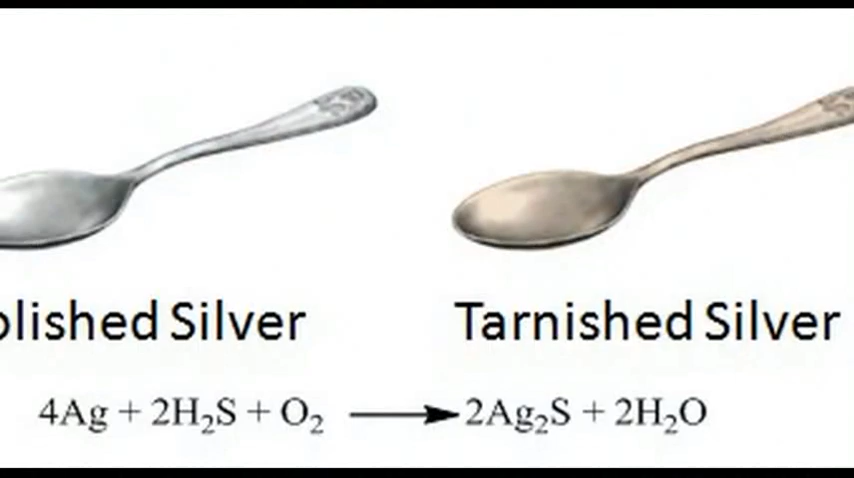 olished Silver
Tarnished Silver
4Ag + 2H₂S + O₂ ⟶ 2Ag₂S + 2H₂O